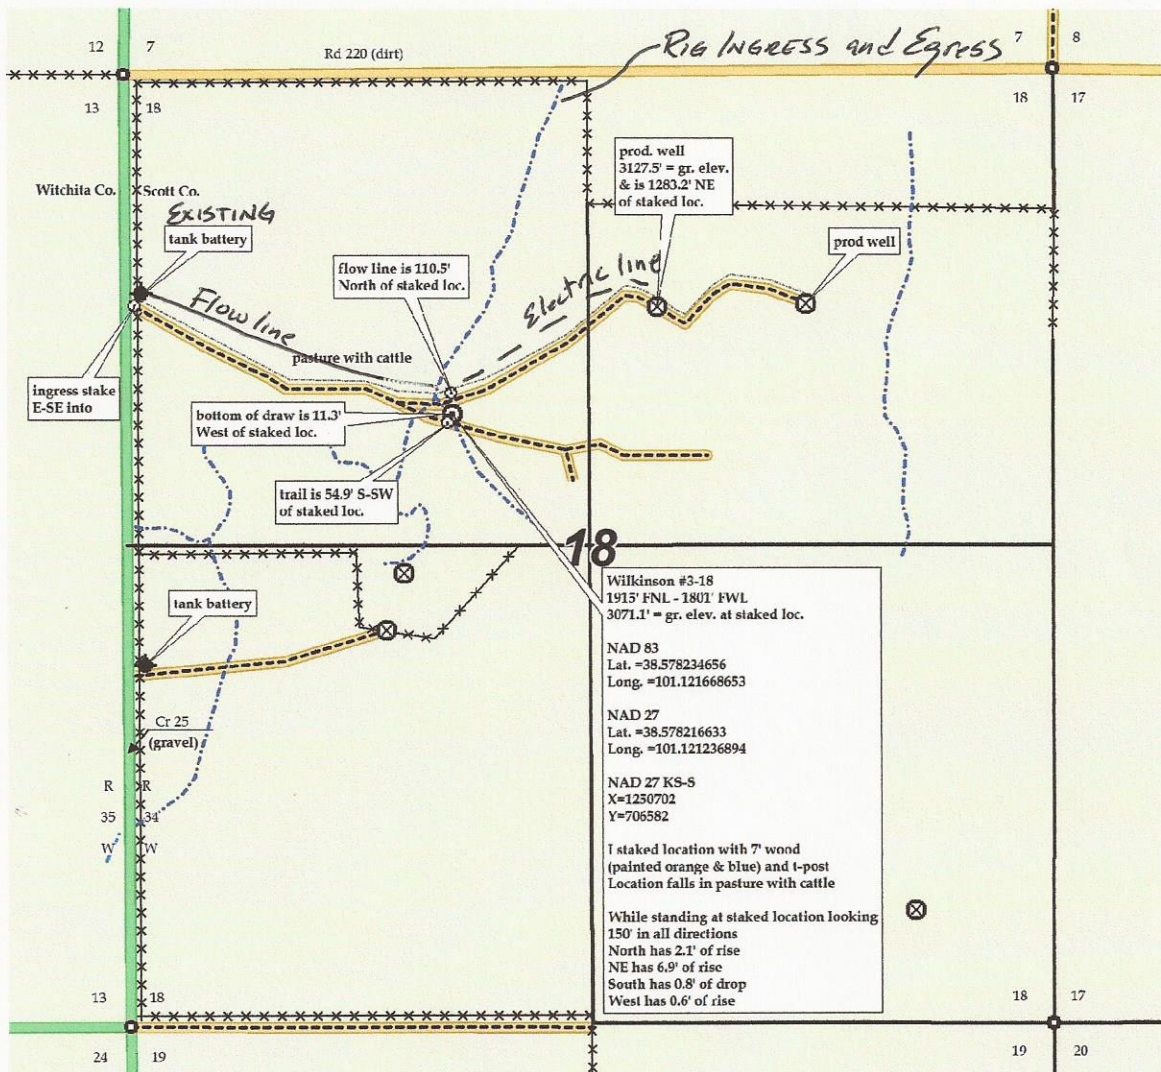 12
7
Rd 220 (dirt)
Rig Ingress and Egress
7
8
13
18
18
17
prod. well
3127.5' = gr. elev.
& is 1283.2' NE
of staked loc.
Witchita Co.
Scott Co.
Existing
tank battery
prod well
flow line is 110.5'
North of staked loc.
Electric line
Flow line
pasture with cattle
ingress stake
E-SE into
bottom of draw is 11.3'
West of staked loc.
trail is 54.9' S-SW
of staked loc.
18
Wilkinson #3-18
1915' FNL - 1801' FWL
3071.1' = gr. elev. at staked loc.
NAD 83
Lat. =38.578234656
Long. =101.121668653
NAD 27
Lat. =38.578216633
Long. =101.121236894
NAD 27 KS-S
X=1250702
Y=706582
I staked location with 7' wood
(painted orange & blue) and t-post
Location falls in pasture with cattle
While standing at staked location looking
150' in all directions
North has 2.1' of rise
NE has 6.9' of rise
South has 0.8' of drop
West has 0.6' of rise
tank battery
Cr 25
(gravel)
R
R
35
34
W
W
13
18
18
17
24
19
19
20